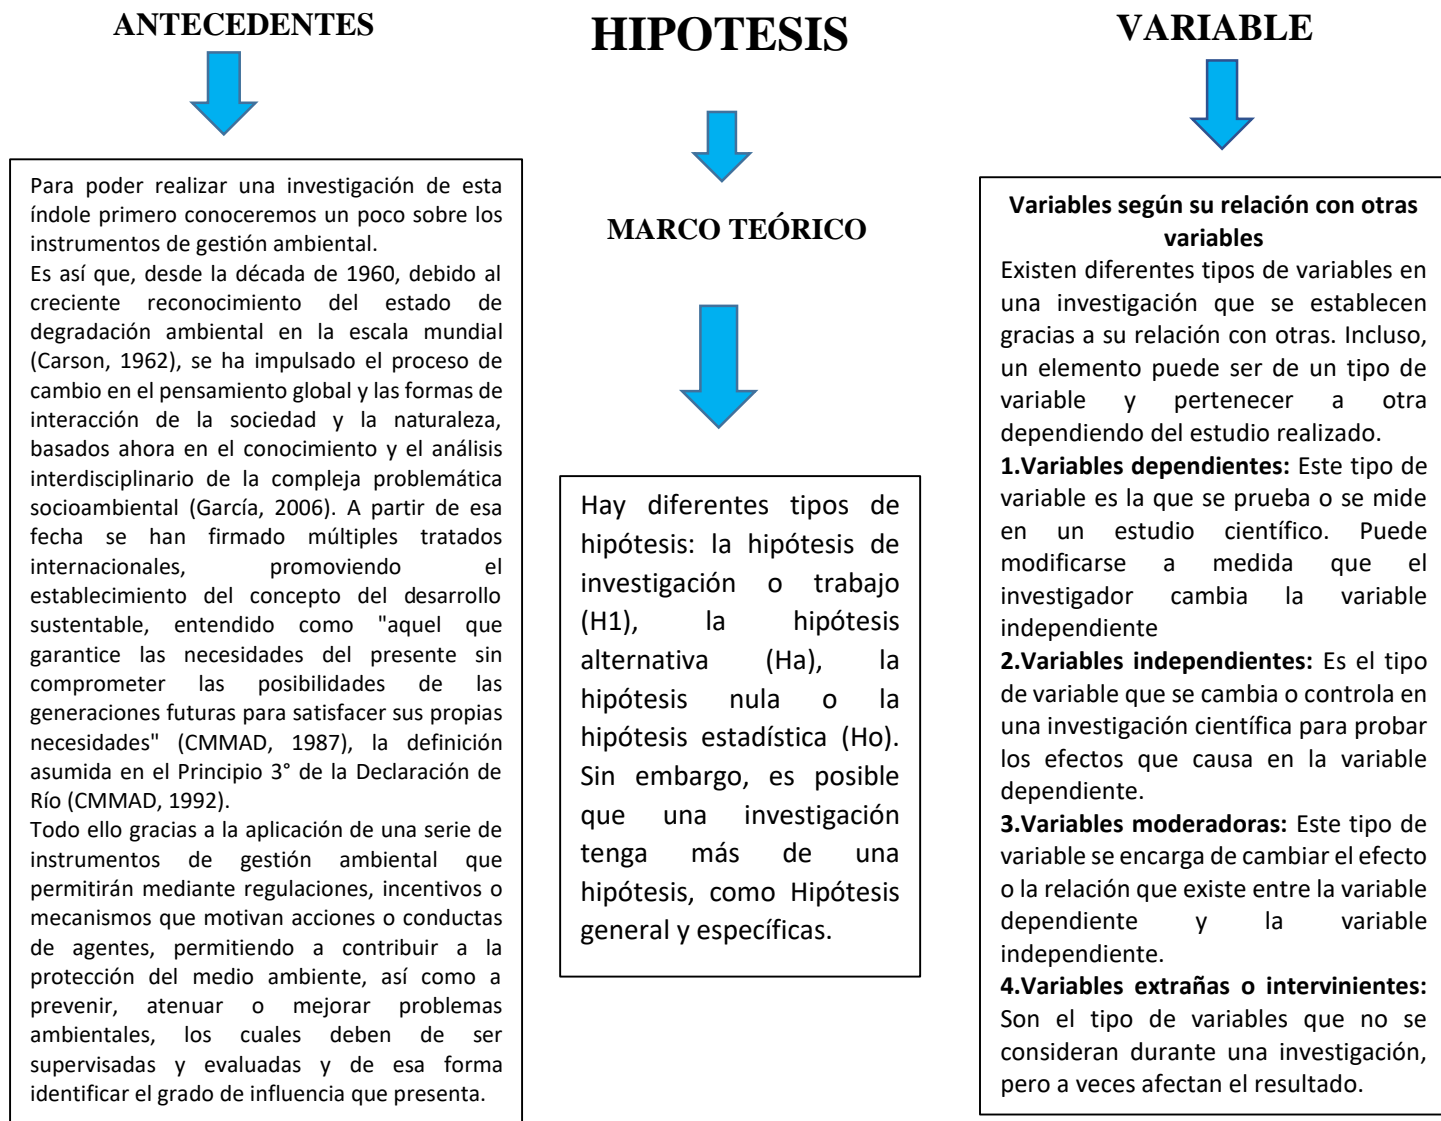 ANTECEDENTES
Para poder realizar una investigación de esta
índole primero conoceremos un poco sobre los
instrumentos de gestión ambiental.
Es así que, desde la década de 1960, debido al
creciente reconocimiento del estado de
degradación ambiental en la escala mundial
(Carson, 1962), se ha impulsado el proceso de
cambio en el pensamiento global y las formas de
interacción de la sociedad y la naturaleza,
basados ahora en el conocimiento y el análisis
interdisciplinario de la compleja problemática
socioambiental (García, 2006). A partir de esa
fecha se han firmado múltiples tratados
internacionales, promoviendo el
establecimiento del concepto del desarrollo
sustentable, entendido como "aquel que
garantice las necesidades del presente sin
comprometer las posibilidades de las
generaciones futuras para satisfacer sus propias
necesidades" (CMMAD, 1987), la definición
asumida en el Principio 3° de la Declaración de
Río (CMMAD, 1992).
Todo ello gracias a la aplicación de una serie de
instrumentos de gestión ambiental que
permitirán mediante regulaciones, incentivos o
mecanismos que motivan acciones o conductas
de agentes, permitiendo a contribuir a la
protección del medio ambiente, así como a
prevenir, atenuar o mejorar problemas
ambientales, los cuales deben de ser
supervisadas y evaluadas y de esa forma
identificar el grado de influencia que presenta.
HIPOTESIS
MARCO TEÓRICO
Hay diferentes tipos de
hipótesis: la hipótesis de
investigación o trabajo
(H1), la hipótesis
alternativa (Ha), la
hipótesis nula o la
hipótesis estadística (Ho).
Sin embargo, es posible
que una investigación
tenga más de una
hipótesis, como Hipótesis
general y específicas.
VARIABLE
Variables según su relación con otras
variables
Existen diferentes tipos de variables en
una investigación que se establecen
gracias a su relación con otras. Incluso,
un elemento puede ser de un tipo de
variable y pertenecer a otra
dependiendo del estudio realizado.
1.Variables dependientes: Este tipo de
variable es la que se prueba o se mide
en un estudio científico. Puede
modificarse a medida que el
investigador cambia la variable
independiente
2.Variables independientes: Es el tipo
de variable que se cambia o controla en
una investigación científica para probar
los efectos que causa en la variable
dependiente.
3.Variables moderadoras: Este tipo de
variable se encarga de cambiar el efecto
o la relación que existe entre la variable
dependiente y la variable
independiente.
4.Variables extrañas o intervinientes:
Son el tipo de variables que no se
consideran durante una investigación,
pero a veces afectan el resultado.